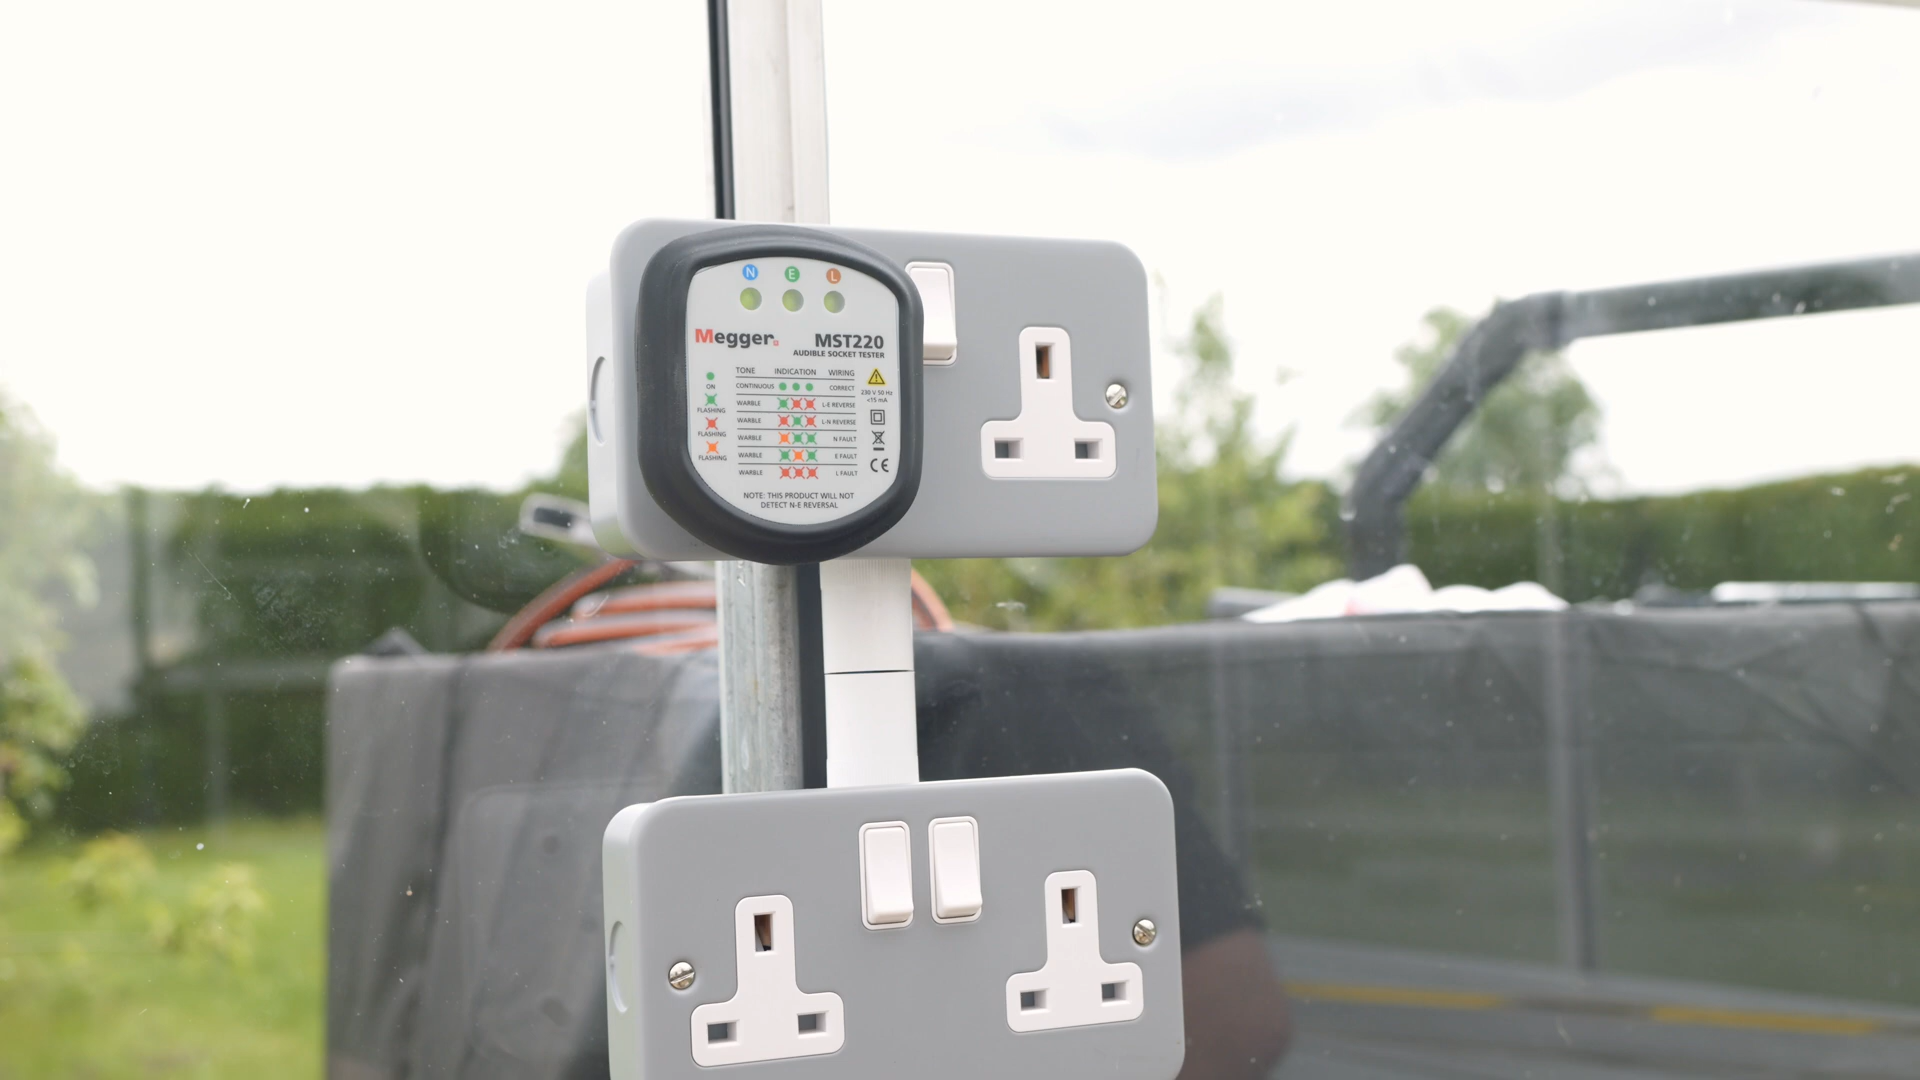 N E L
Megger.
MST220
AUDIBLE SOCKET TESTER
TONE INDICATION WIRING
ON
CONTINUOUS CORRECT
FLASHING
WARBLE L-E REVERSE
FLASHING
WARBLE L-N REVERSE
FLASHING
WARBLE N FAULT
WARBLE E FAULT
WARBLE L FAULT
230 V 50 Hz
<15 mA
CE
NOTE: THIS PRODUCT WILL NOT
DETECT N-E REVERSAL